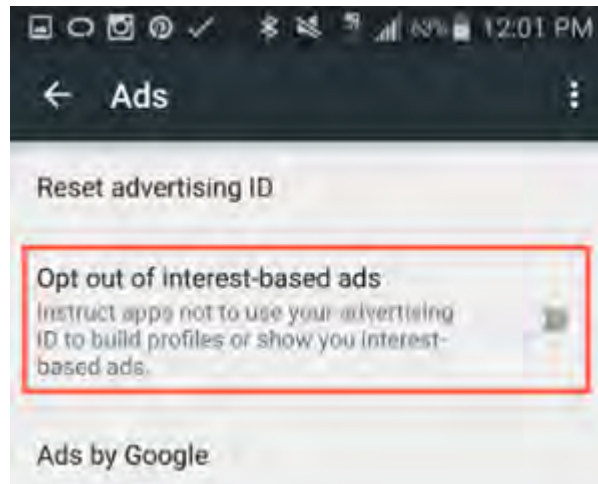 63% 12:01 PM
Ads
Reset advertising ID
Opt out of interest-based ads
Instruct apps not to use your advertising
ID to build profiles or show you interest-
based ads.
Ads by Google